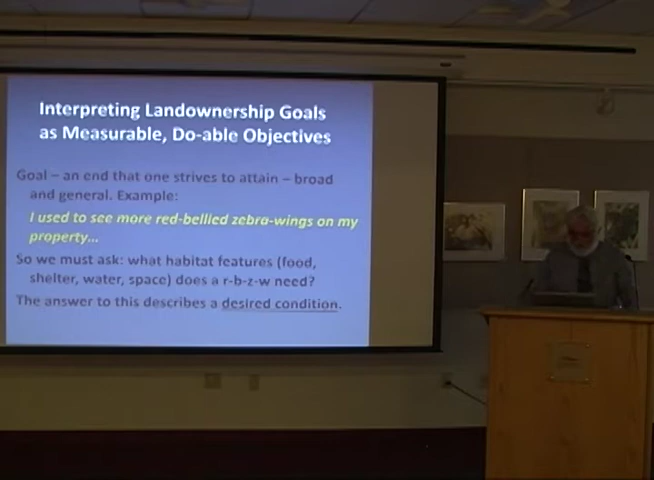 Interpreting Landownership Goals
as Measurable, Do-able Objectives
Goal – an end that one strives to attain – broad
and general. Example:
I used to see more red-bellied zebra-wings on my
property...
So we must ask: what habitat features (food,
shelter, water, space) does a r-b-z-w need?
The answer to this describes a desired condition.